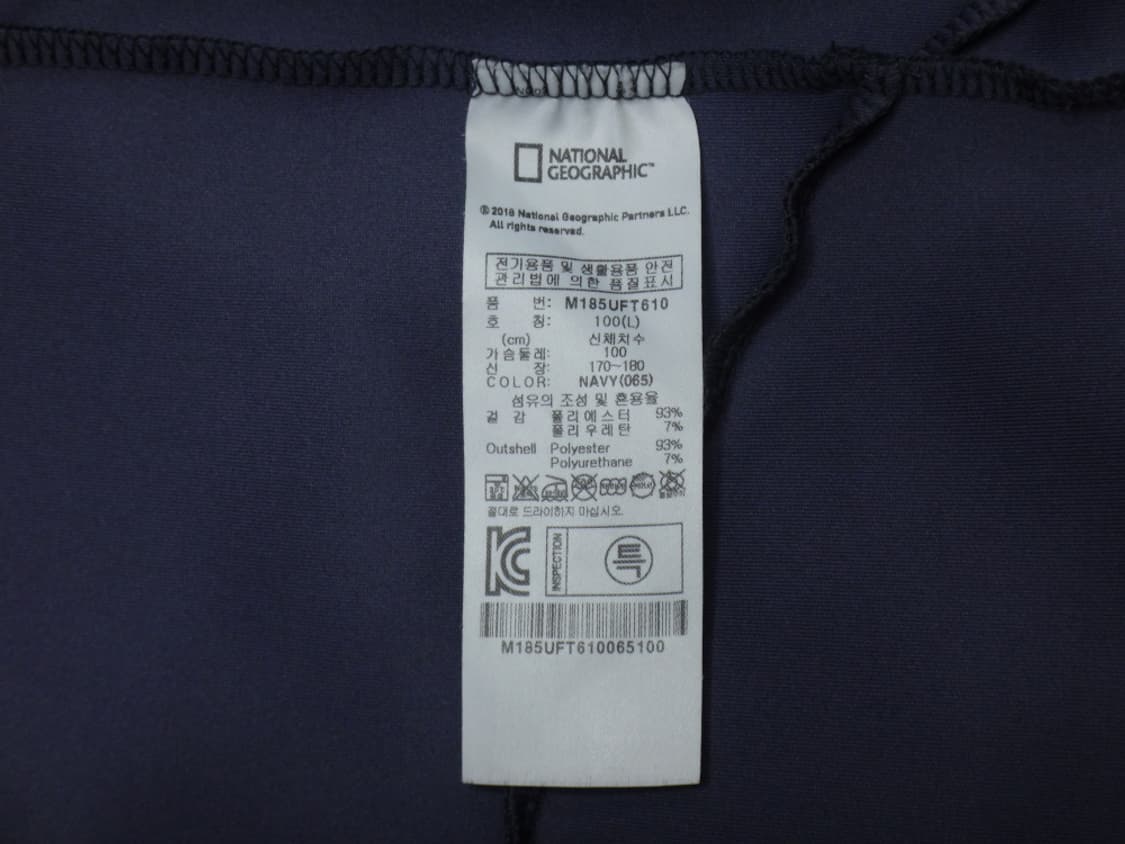 NATIONAL
GEOGRAPHIC™
© 2018 National Geographic Partners LLC.
All rights reserved.
전기용품 및 생활용품 안전
관리법에 의한 품질표시
품 번: M185UFT610
호 칭: 100(L)
(cm) 신체치수
가슴둘레: 100
신 장: 170~180
COLOR: NAVY(065)
섬유의 조성 및 혼용율
겉 감 폴리에스터 93%
폴리우레탄 7%
Outshell Polyester 93%
Polyurethane 7%
절대로 드라이하지 마십시오.
KC INSPECTION 특
M185UFT610065100